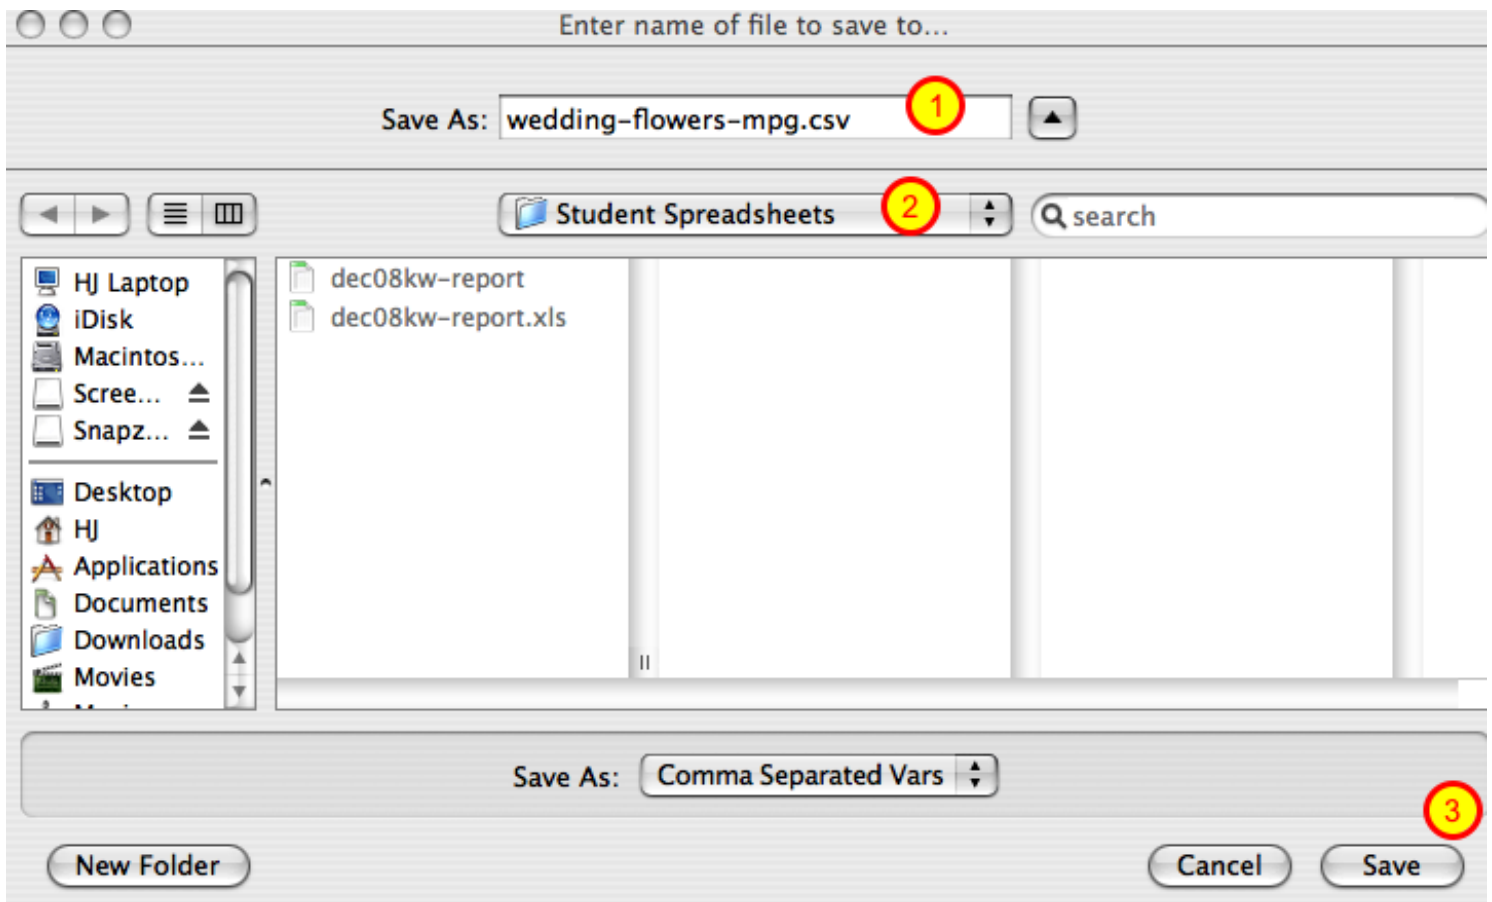 Enter name of file to save to...
Save As: wedding-flowers-mpg.csv 1
Student Spreadsheets 2 search
HJ Laptop
iDisk
Macintos...
Scree...
Snapz...
Desktop
HJ
Applications
Documents
Downloads
Movies
dec08kw-report
dec08kw-report.xls
Save As: Comma Separated Vars
3
New Folder Cancel Save